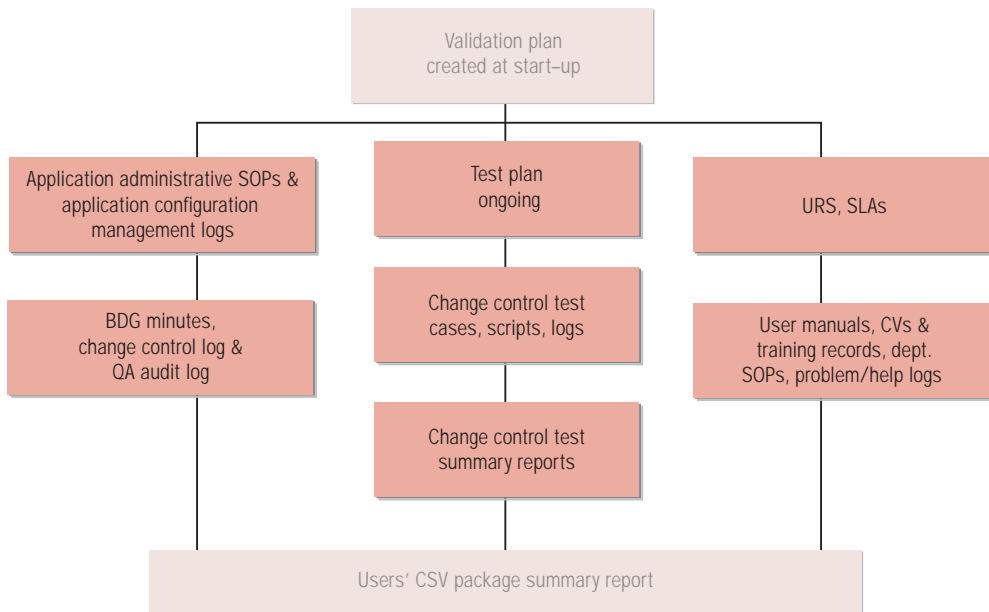 Validation plan
created at start–up
Application administrative SOPs &
application configuration
management logs
Test plan
ongoing
URS, SLAs
BDG minutes,
change control log &
QA audit log
Change control test
cases, scripts, logs
User manuals, CVs &
training records, dept.
SOPs, problem/help logs
Change control test
summary reports
Users’ CSV package summary report